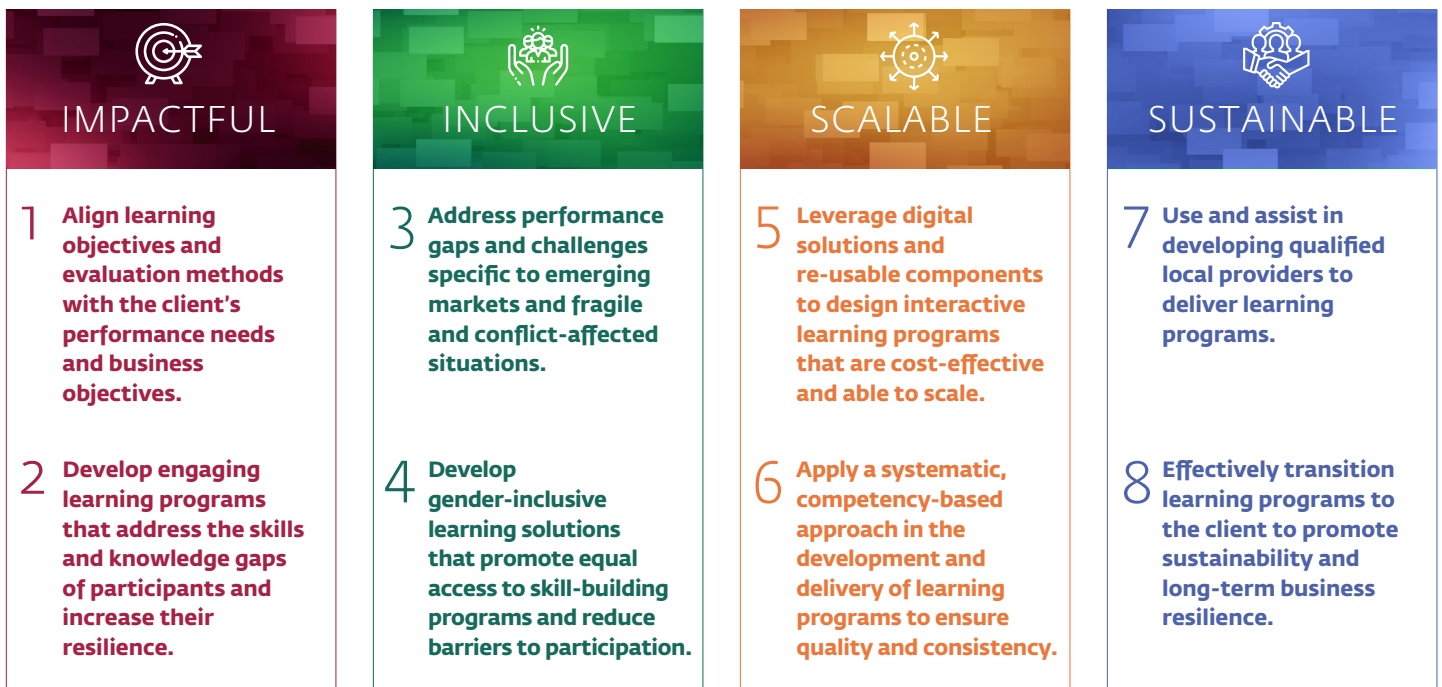 IMPACTFUL
1
Align learning
objectives and
evaluation methods
with the client's
performance needs
and business
objectives.
2
Develop engaging
learning programs
that address the skills
and knowledge gaps
of participants and
increase their
resilience.
INCLUSIVE
3
Address performance
gaps and challenges
specific to emerging
markets and fragile
and conflict-affected
situations.
4
Develop
gender-inclusive
learning solutions
that promote equal
access to skill-building
programs and reduce
barriers to participation.
SCALABLE
5
Leverage digital
solutions and
re-usable components
to design interactive
learning programs
that are cost-effective
and able to scale.
6
Apply a systematic,
competency-based
approach in the
development and
delivery of learning
programs to ensure
quality and consistency.
SUSTAINABLE
7
Use and assist in
developing qualified
local providers to
deliver learning
programs.
8
Effectively transition
learning programs to
the client to promote
sustainability and
long-term business
resilience.